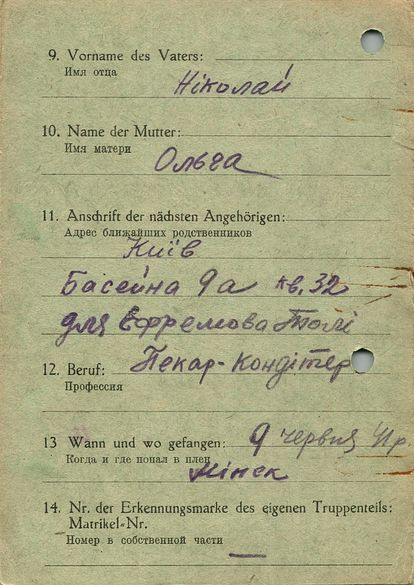 9. Vorname des Vaters:
Имя отца
Ніколай
10. Name der Mutter:
Имя матери
Ольга
11. Anschrift der nächsten Angehörigen:
Адрес ближайших родственников
Київ
Басейна 9а кв. 32
для Єфремова Толі
12. Beruf: Пекар-Кондітер
Профессия
13 Wann und wo gefangen: 9 червня 41р.
Когда и где попал в плен
Мінск
14. Nr. der Erkennungsmarke des eigenen Truppenteils:
Matrikel-Nr.
Номер в собственной части
—